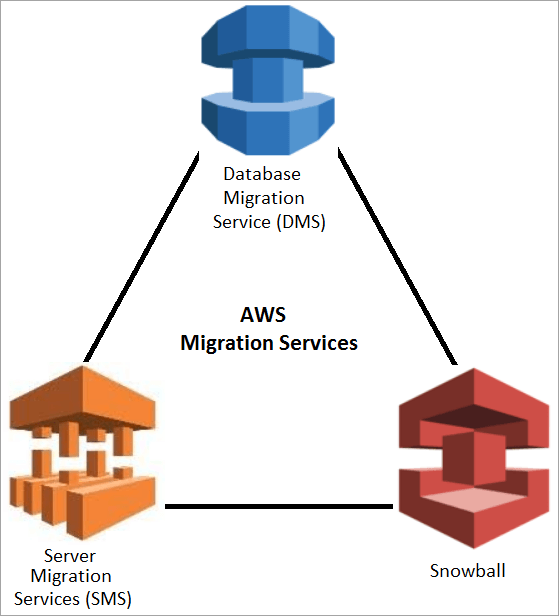 Database
Migration
Service (DMS)
AWS
Migration Services
Server
Migration
Services (SMS)
Snowball